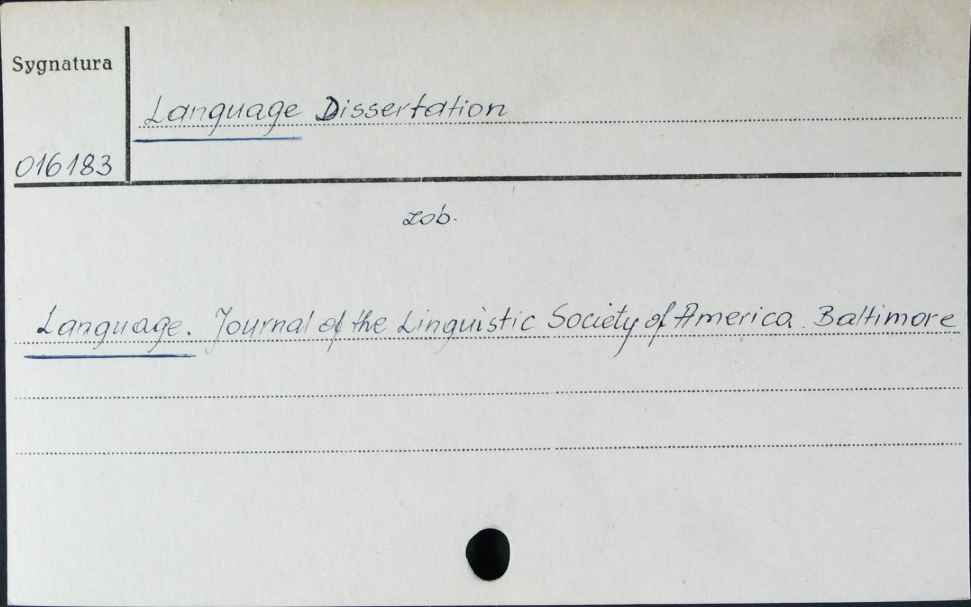 Sygnatura
Language Dissertation
016183
zob.
Language. Journal of the Linguistic Society of America. Baltimore